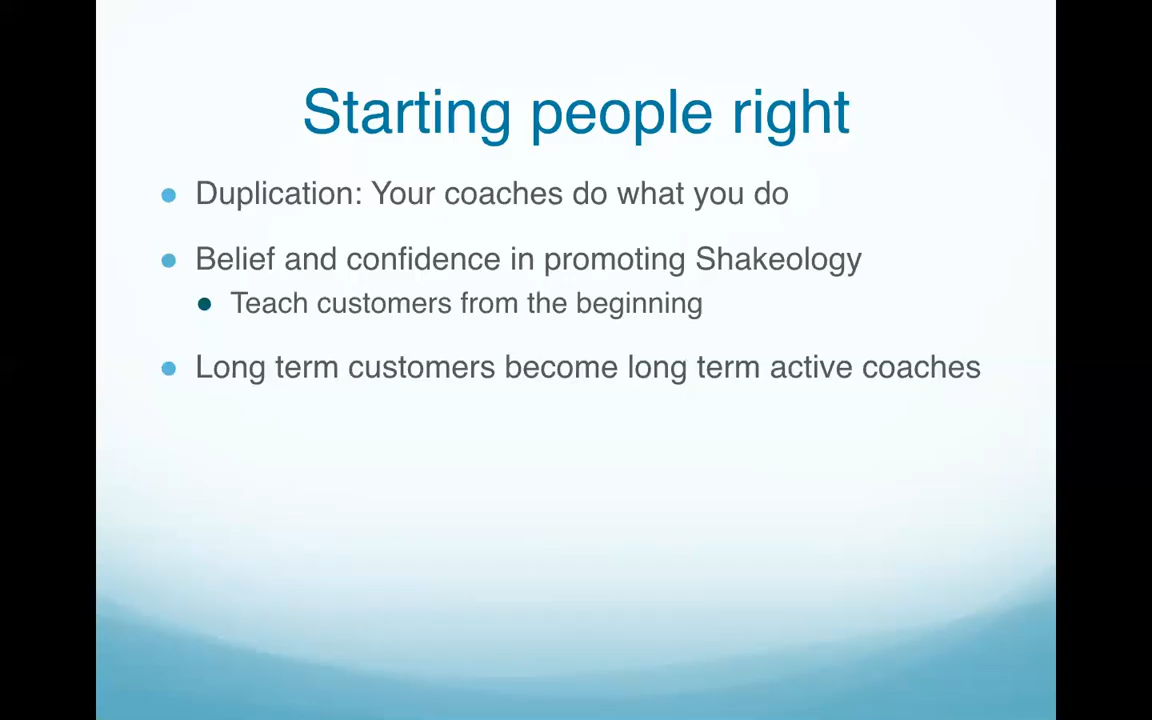 Starting people right
Duplication: Your coaches do what you do
Belief and confidence in promoting Shakeology
Teach customers from the beginning
Long term customers become long term active coaches